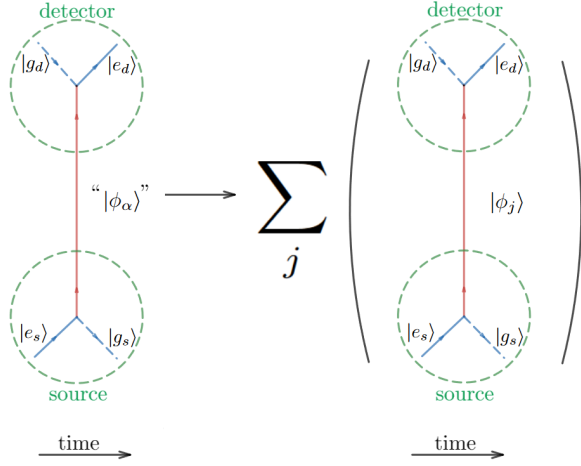 detector
|g_d⟩ |e_d⟩
“ |ϕ_α⟩ ”
|e_s⟩ |g_s⟩
source
time
∑
j
detector
|g_d⟩ |e_d⟩
|ϕ_j⟩
|e_s⟩ |g_s⟩
source
time